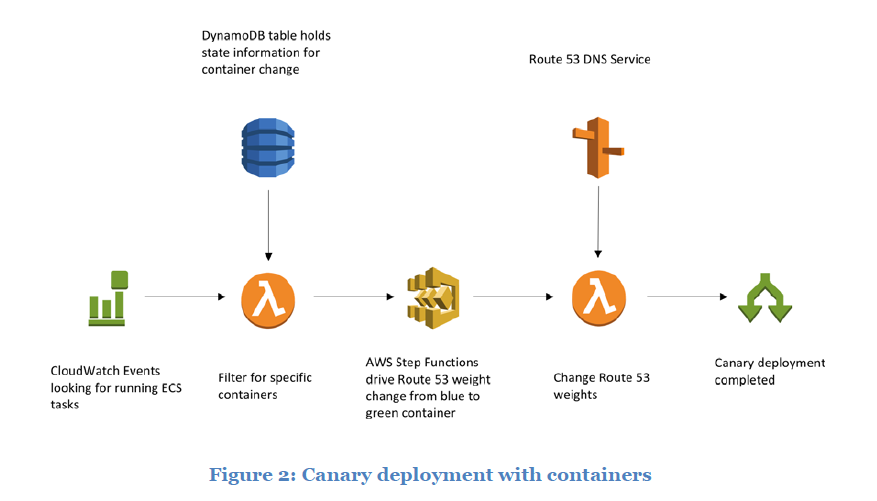 DynamoDB table holds
state information for
container change
Route 53 DNS Service
CloudWatch Events
looking for running ECS
tasks
Filter for specific
containers
AWS Step Functions
drive Route 53 weight
change from blue to
green container
Change Route 53
weights
Canary deployment
completed
Figure 2: Canary deployment with containers